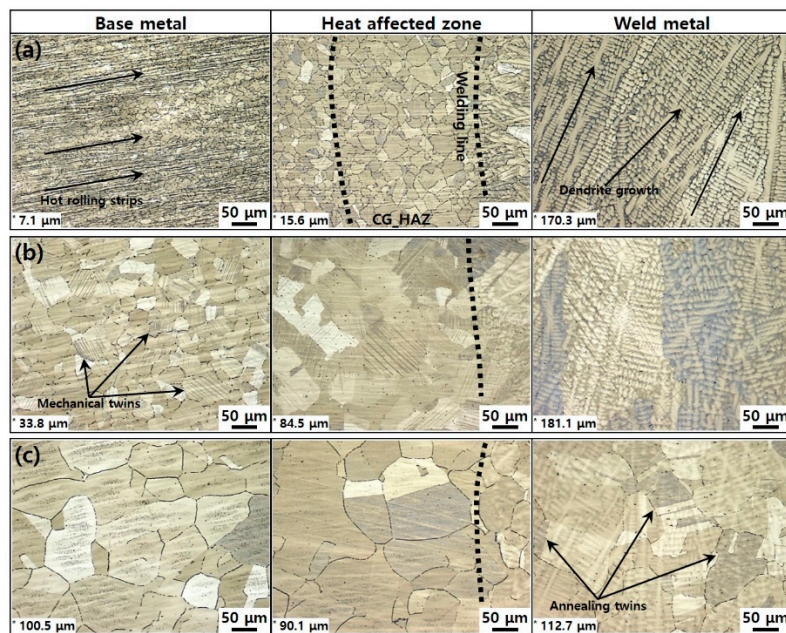 Base metal
Heat affected zone
Weld metal
(a)
Hot rolling strips
* 7.1 μm
50 μm
Welding line
CG_HAZ
* 15.6 μm
50 μm
Dendrite growth
* 170.3 μm
50 μm
(b)
Mechanical twins
* 33.8 μm
50 μm
* 84.5 μm
50 μm
* 181.1 μm
50 μm
(c)
* 100.5 μm
50 μm
* 90.1 μm
50 μm
Annealing twins
* 112.7 μm
50 μm